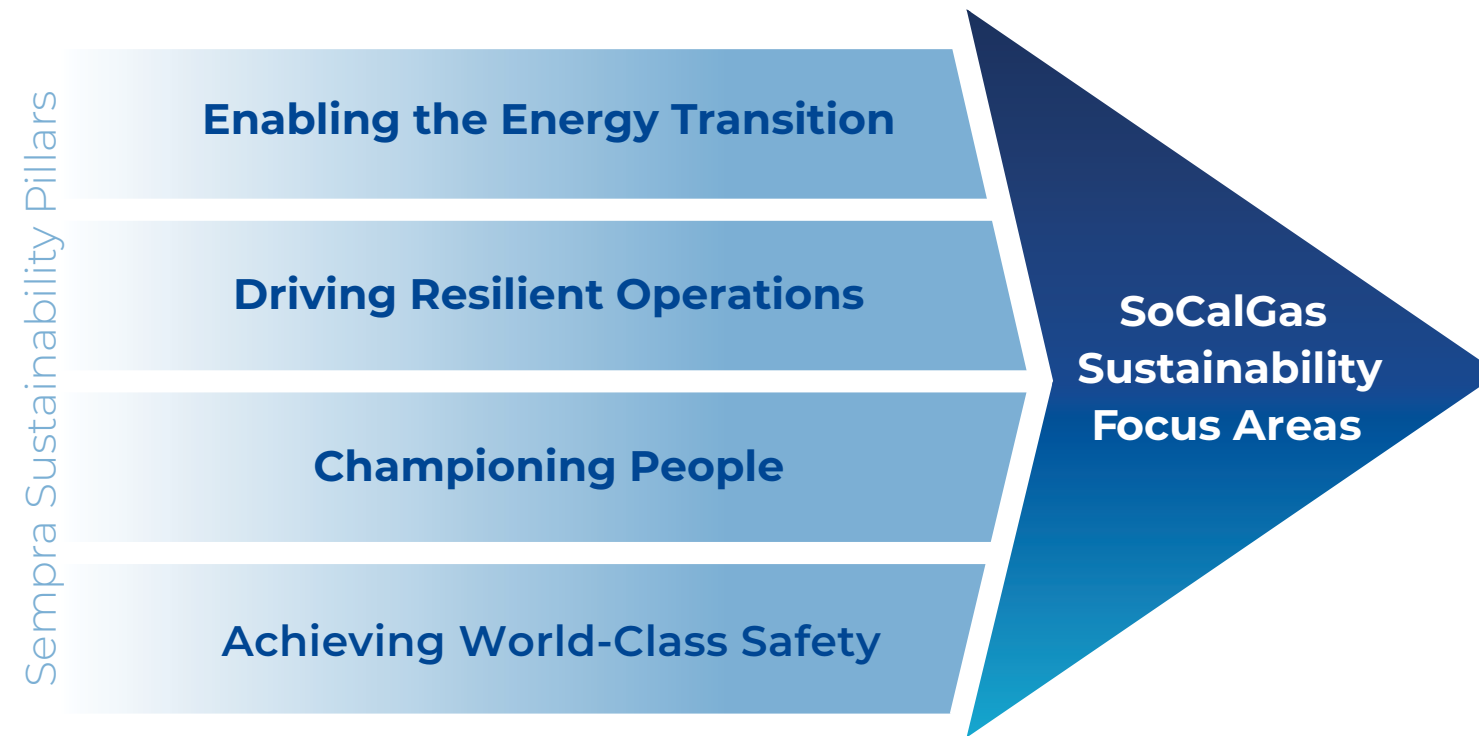 Sempra Sustainability Pillars
Enabling the Energy Transition
Driving Resilient Operations
Championing People
Achieving World-Class Safety
SoCalGas
Sustainability
Focus Areas